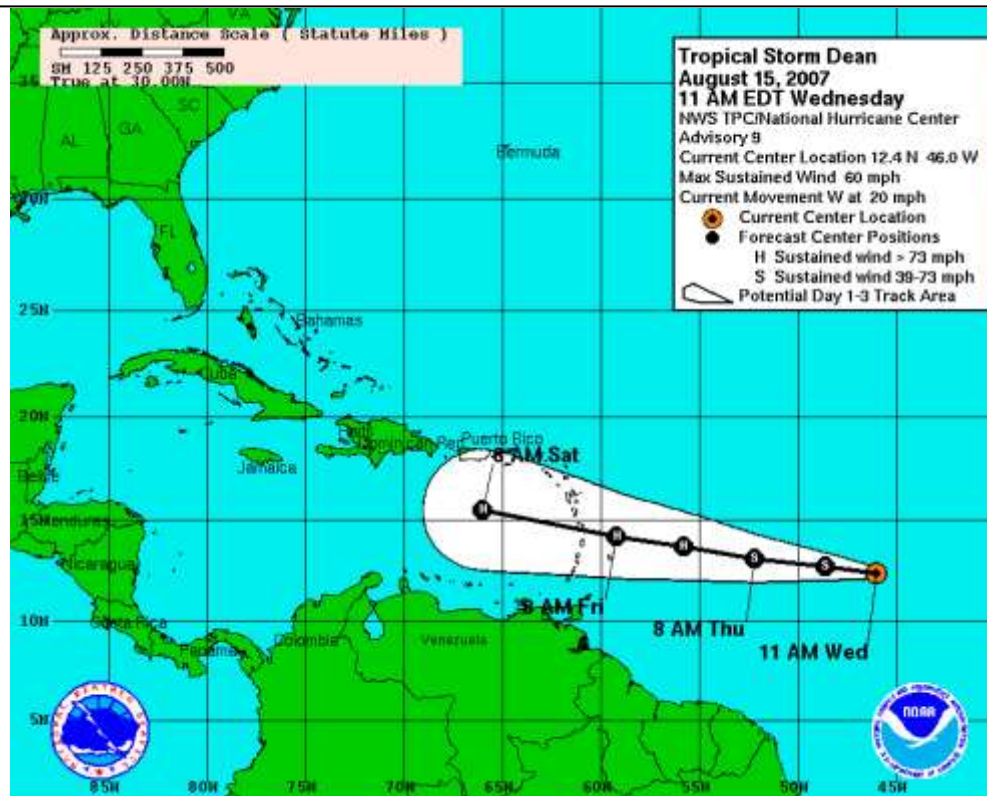 VA
Approx. Distance Scale ( Statute Miles )
SM 125 250 375 500
True at 30.00N
SC
GA
AL
FL
Bermuda
Tropical Storm Dean
August 15, 2007
11 AM EDT Wednesday
NWS TPC/National Hurricane Center
Advisory 9
Current Center Location 12.4 N 46.0 W
Max Sustained Wind 60 mph
Current Movement W at 20 mph
Current Center Location
Forecast Center Positions
H Sustained wind > 73 mph
S Sustained wind 39-73 mph
Potential Day 1-3 Track Area
25N
Bahamas
Cuba
20N
Haiti
Dominican Rep
Puerto Rico
Jamaica
8 AM Sat
Belize
15N
Honduras
H
H
H
S
S
Nicaragua
8 AM Fri
8 AM Thu
11 AM Wed
10N
Costa Rica
Panama
Colombia
Venezuela
5N
NOAA
85W 80W 75W 70W 65W 60W 55W 50W 45W